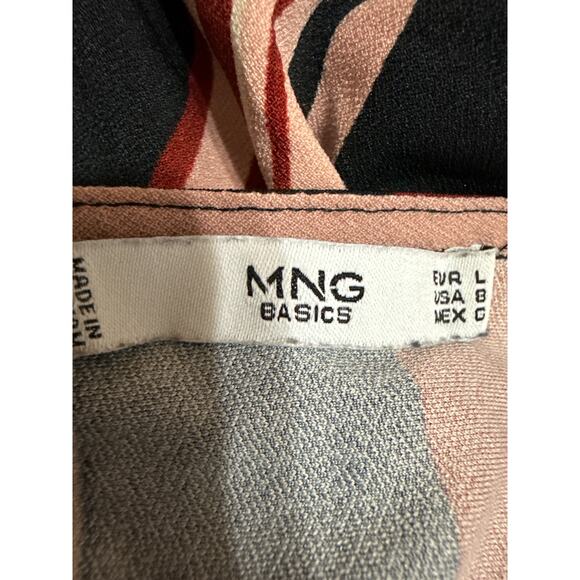 MADE IN
MNG
BASICS
EUR L
USA 8
MEX G